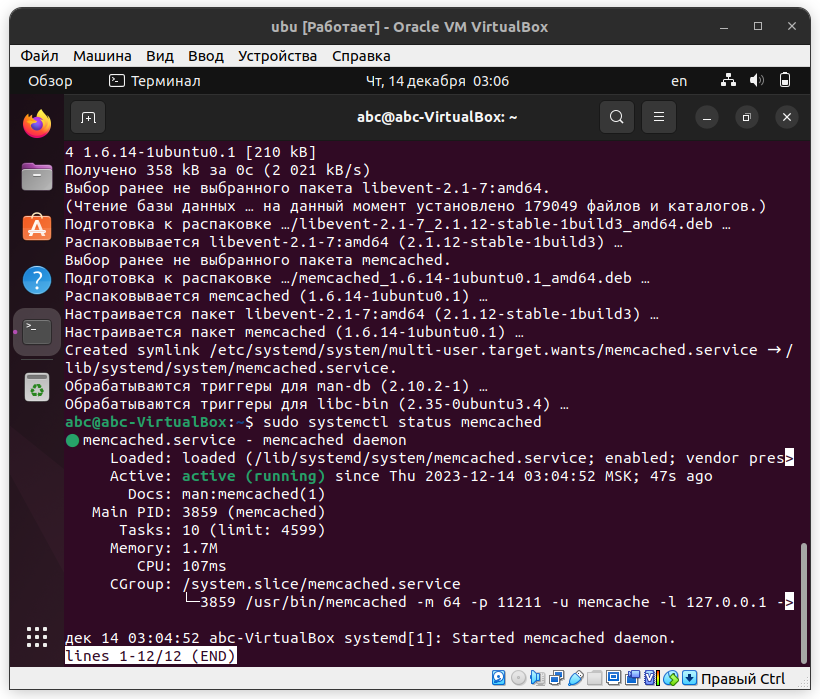 ubu [Работает] - Oracle VM VirtualBox
Файл Машина Вид Ввод Устройства Справка
Обзор Терминал Чт, 14 декабря 03:06 en
abc@abc-VirtualBox: ~
4 1.6.14-1ubuntu0.1 [210 kB]
Получено 358 kB за 0с (2 021 kB/s)
Выбор ранее не выбранного пакета libevent-2.1-7:amd64.
(Чтение базы данных … на данный момент установлено 179049 файлов и каталогов.)
Подготовка к распаковке …/libevent-2.1-7_2.1.12-stable-1build3_amd64.deb …
Распаковывается libevent-2.1-7:amd64 (2.1.12-stable-1build3) …
Выбор ранее не выбранного пакета memcached.
Подготовка к распаковке …/memcached_1.6.14-1ubuntu0.1_amd64.deb …
Распаковывается memcached (1.6.14-1ubuntu0.1) …
Настраивается пакет libevent-2.1-7:amd64 (2.1.12-stable-1build3) …
Настраивается пакет memcached (1.6.14-1ubuntu0.1) …
Created symlink /etc/systemd/system/multi-user.target.wants/memcached.service → /
lib/systemd/system/memcached.service.
Обрабатываются триггеры для man-db (2.10.2-1) …
Обрабатываются триггеры для libc-bin (2.35-0ubuntu3.4) …
abc@abc-VirtualBox:~$ sudo systemctl status memcached
● memcached.service - memcached daemon
Loaded: loaded (/lib/systemd/system/memcached.service; enabled; vendor pres>
Active: active (running) since Thu 2023-12-14 03:04:52 MSK; 47s ago
Docs: man:memcached(1)
Main PID: 3859 (memcached)
Tasks: 10 (limit: 4599)
Memory: 1.7M
CPU: 107ms
CGroup: /system.slice/memcached.service
└─3859 /usr/bin/memcached -m 64 -p 11211 -u memcache -l 127.0.0.1 ->
дек 14 03:04:52 abc-VirtualBox systemd[1]: Started memcached daemon.
lines 1-12/12 (END)
Правый Ctrl